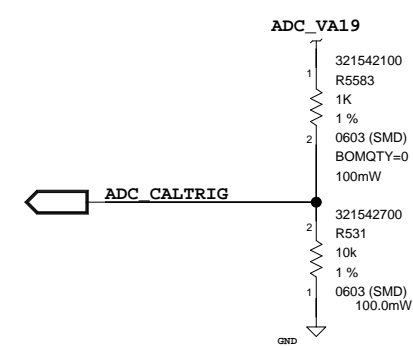 ADC_VA19
321542100
1
R5583
1K
1 %
2
0603 (SMD)
BOMQTY=0
100mW
ADC_CALTRIG
321542700
2
R531
10k
1 %
1
0603 (SMD)
100.0mW
GND